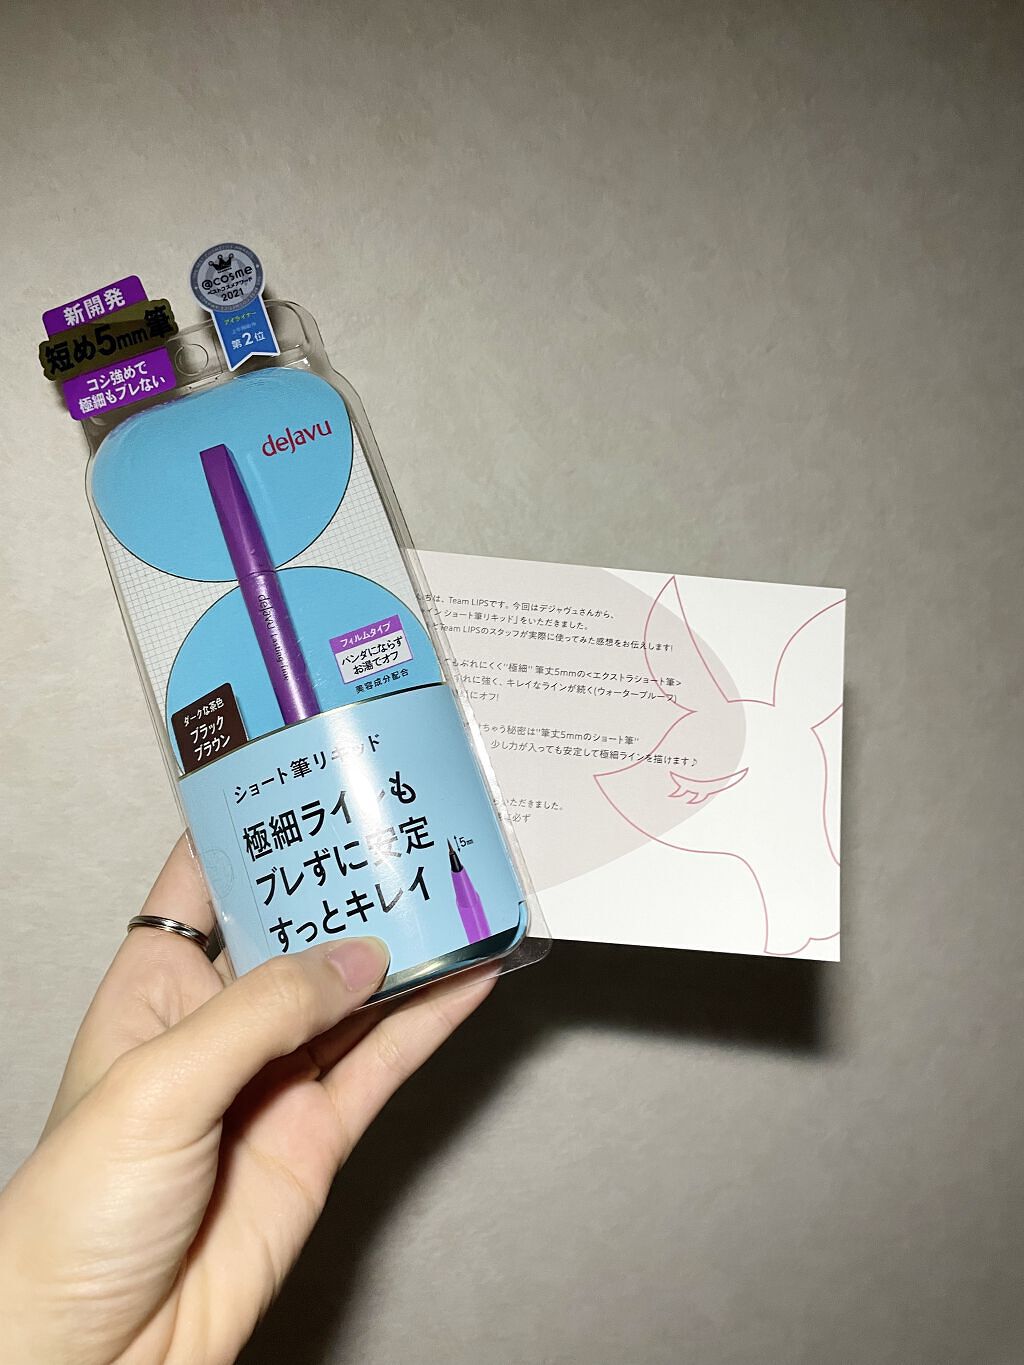 @cosme
ベストコスメアワード
2021
アイライナー
第2位
新開発
短め5mm筆
コシ強めで
極細もブレない
dejavu
dejavu lasting line
フィルムタイプ
パンダにならず
お湯でオフ
美容成分配合
ダークな茶色
ブラック
ブラウン
ショート筆リキッド
極細ラインも
ブレずに安定
すっとキレイ
5mm
ちは、Team LIPSです。今回はデジャヴュさんから、
イン ショート筆リキッド」をいただきました。
Team LIPSのスタッフが実際に使ってみた感想をお伝えします!
てもぶれにくく"極細" 筆丈5mmの<エクストラショート筆>
れに強く、キレイなラインが続く(ウォータープルーフ)
にオフ!
けちゃう秘密は"筆丈5mmのショート筆"
少し力が入っても安定して極細ラインを描けます♪
いただきました。
必ず